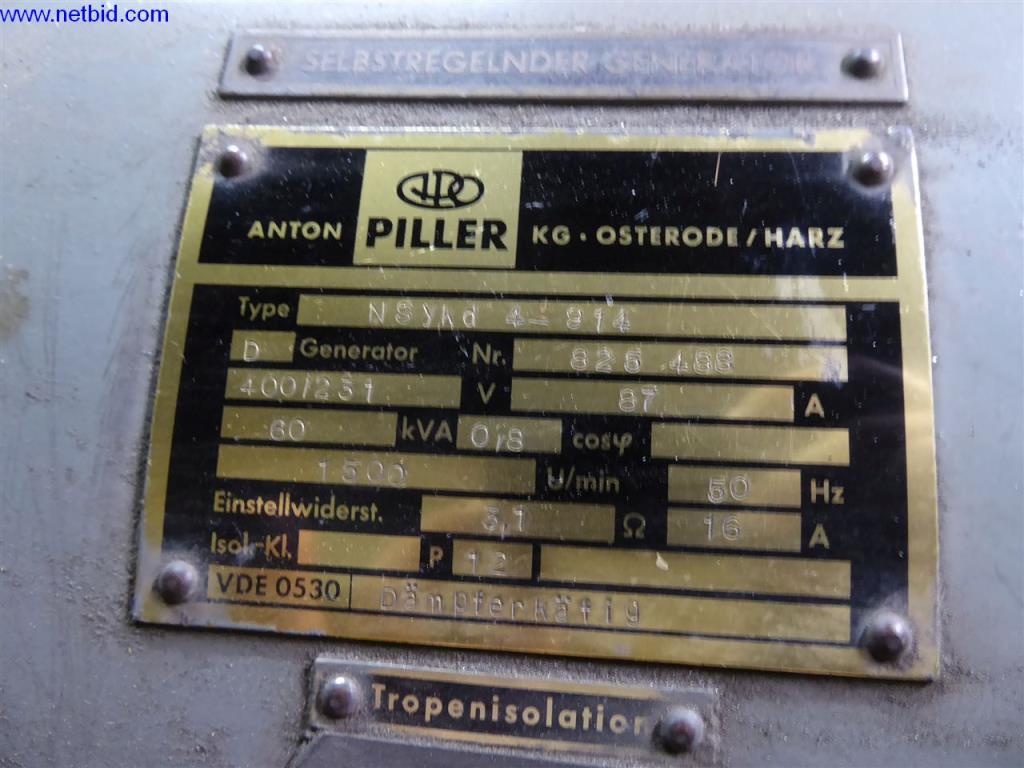 www.netbid.com
SELBSTREGELNDER GENERATOR
ANTON PILLER KG · OSTERODE / HARZ
Type NSykd 4-814
D Generator Nr. 825 488
400/231 V 87 A
60 kVA 0,8 cosφ
1500 U/min 50 Hz
Einstellwiderst. 3,1 Ω 16 A
Isol-Kl. P 12
VDE 0530 Dämpferkäfig
Tropenisolation